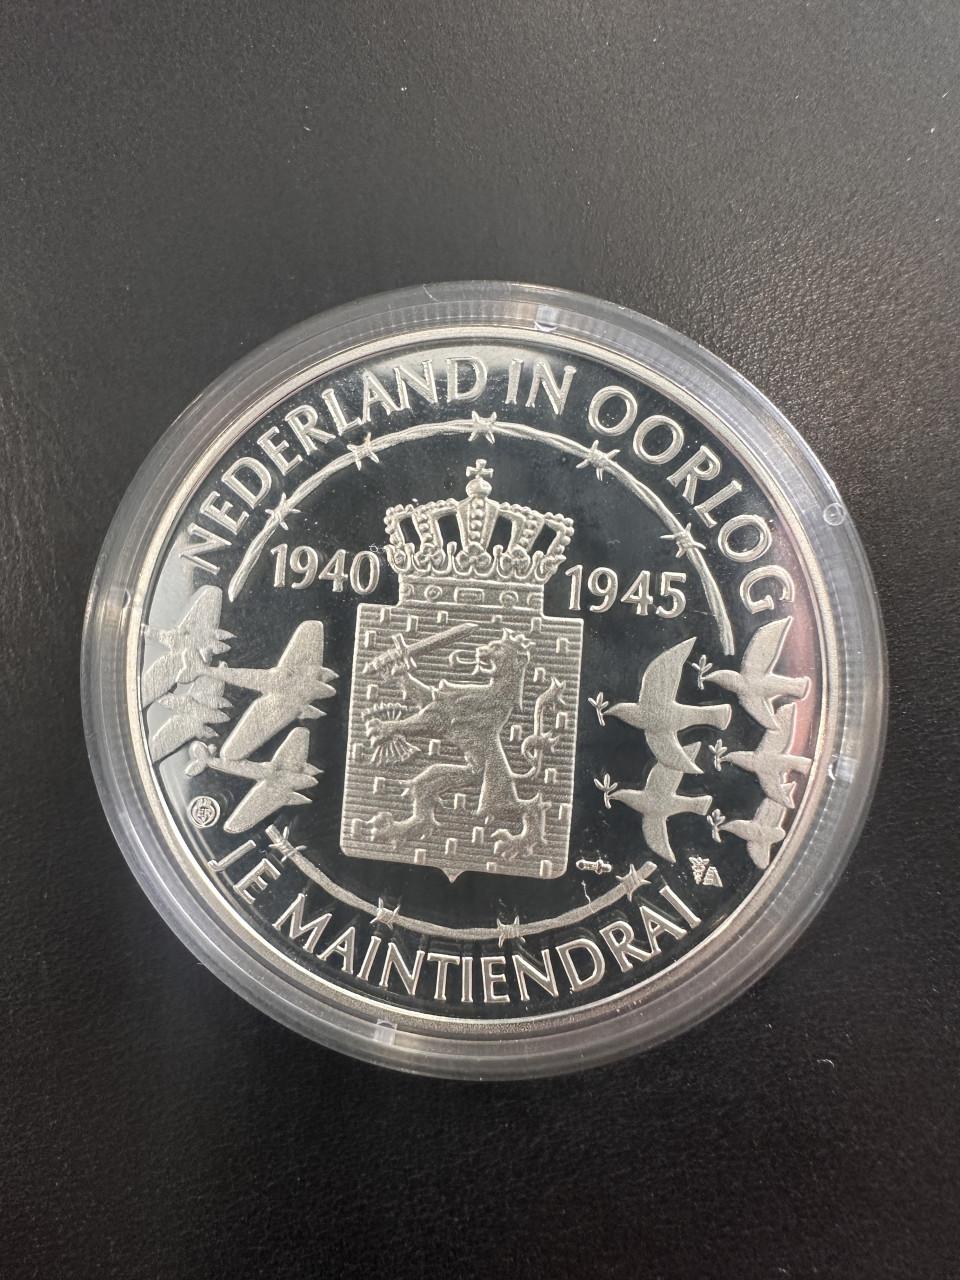 NEDERLAND IN OORLOG
1940 1945
JE MAINTIENDRAI